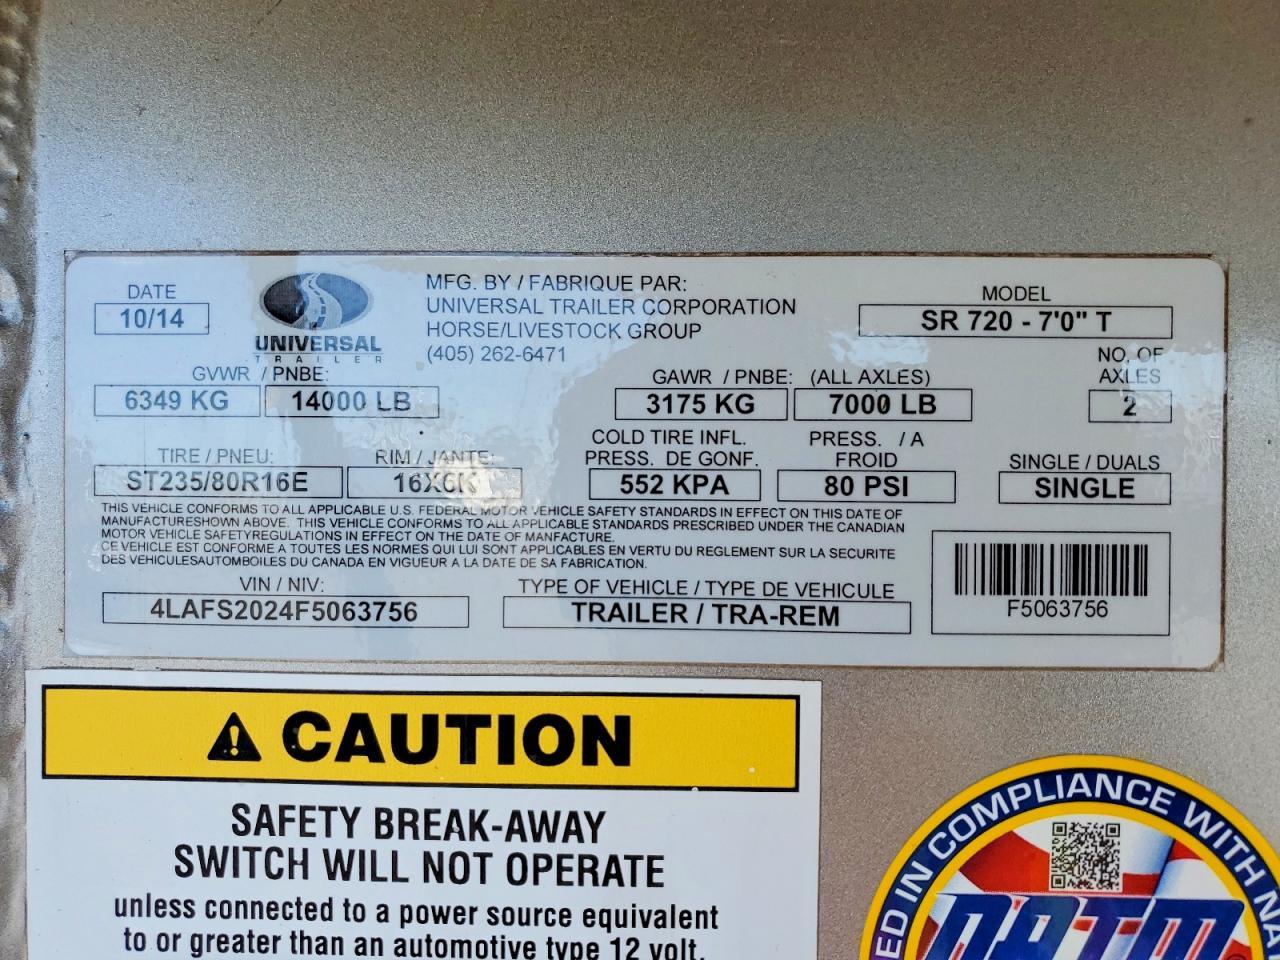 DATE
10/14
UNIVERSAL
TRAILER
MFG. BY / FABRIQUE PAR:
UNIVERSAL TRAILER CORPORATION
HORSE/LIVESTOCK GROUP
(405) 262-6471
MODEL
SR 720 - 7'0" T
GVWR / PNBE:
6349 KG 14000 LB
GAWR / PNBE: (ALL AXLES)
3175 KG 7000 LB
NO. OF
AXLES
2
TIRE / PNEU:
ST235/80R16E
RIM / JANTE:
16X6K
COLD TIRE INFL. PRESS. / A
PRESS. DE GONF. FROID
552 KPA 80 PSI
SINGLE / DUALS
SINGLE
THIS VEHICLE CONFORMS TO ALL APPLICABLE U.S. FEDERAL MOTOR VEHICLE SAFETY STANDARDS IN EFFECT ON THIS DATE OF
MANUFACTURESHOWN ABOVE. THIS VEHICLE CONFORMS TO ALL APPLICABLE STANDARDS PRESCRIBED UNDER THE CANADIAN
MOTOR VEHICLE SAFETYREGULATIONS IN EFFECT ON THE DATE OF MANFACTURE.
CE VEHICLE EST CONFORME A TOUTES LES NORMES QUI LUI SONT APPLICABLES EN VERTU DU REGLEMENT SUR LA SECURITE
DES VEHICULESAUTOMBOILES DU CANADA EN VIGUEUR A LA DATE DE SA FABRICATION.
VIN / NIV:
4LAFS2024F5063756
TYPE OF VEHICLE / TYPE DE VEHICULE
TRAILER / TRA-REM
F5063756
CAUTION
SAFETY BREAK-AWAY
SWITCH WILL NOT OPERATE
unless connected to a power source equivalent
to or greater than an automotive type 12 volt.
ED IN COMPLIANCE WITH NA
NATM